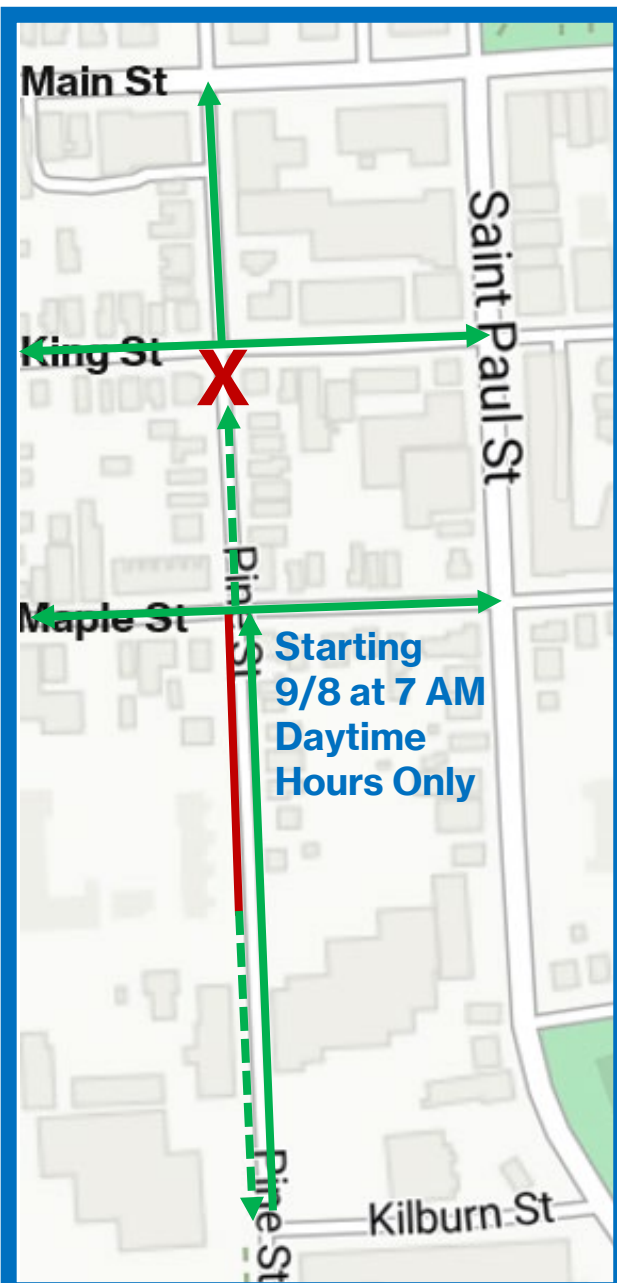 Main St
Saint Paul St
King St
X
Pine St
Maple St
Starting
9/8 at 7 AM
Daytime
Hours Only
Pine St
Kilburn St